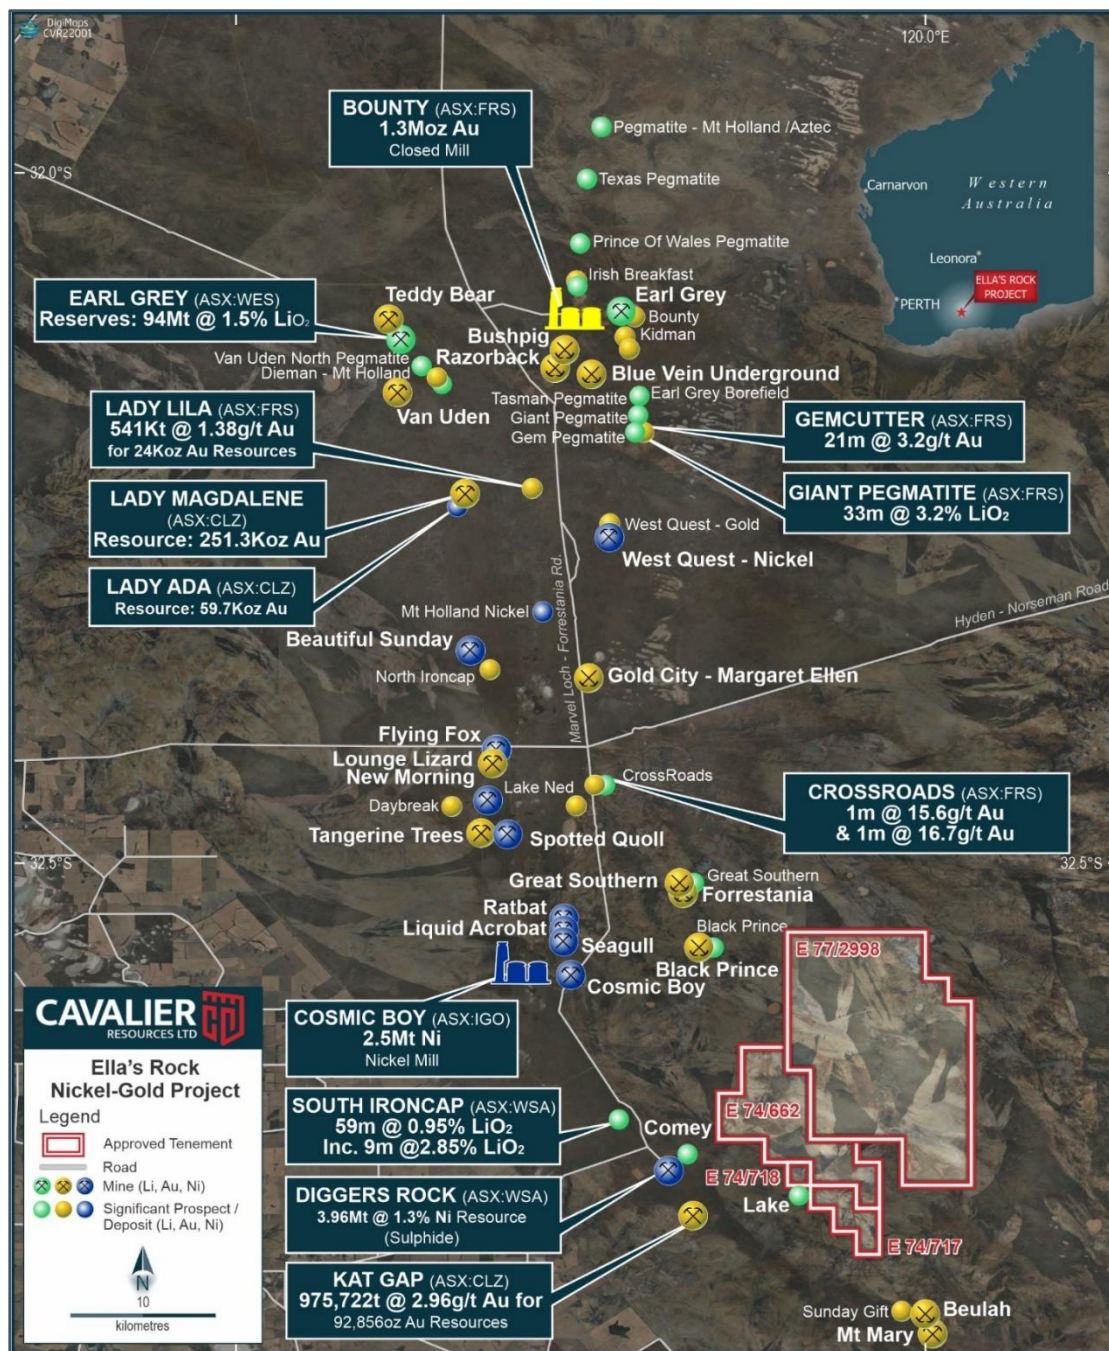 DigiMaps
CVR22001
120.0°E
BOUNTY (ASX:FRS)
1.3Moz Au
Closed Mill
Pegmatite - Mt Holland /Aztec
32.0°S
Texas Pegmatite
Carnarvon
Western
Australia
Leonora
ELLA'S ROCK
PROJECT
PERTH
Prince Of Wales Pegmatite
Irish Breakfast
EARL GREY (ASX:WES)
Reserves: 94Mt @ 1.5% LiO₂
Teddy Bear
Earl Grey
Bounty
Kidman
Bushpig
Razorback
Van Uden North Pegmatite
Dieman - Mt Holland
Blue Vein Underground
Van Uden
Tasman Pegmatite
Earl Grey Borefield
Giant Pegmatite
Gem Pegmatite
LADY LILA (ASX:FRS)
541Kt @ 1.38g/t Au
for 24Koz Au Resources
GEMCUTTER (ASX:FRS)
21m @ 3.2g/t Au
GIANT PEGMATITE (ASX:FRS)
33m @ 3.2% LiO₂
LADY MAGDALENE
(ASX:CLZ)
Resource: 251.3Koz Au
West Quest - Gold
West Quest - Nickel
LADY ADA (ASX:CLZ)
Resource: 59.7Koz Au
Mt Holland Nickel
Hyden - Norseman Road
Marvel Loch - Forrestania Rd.
Beautiful Sunday
North Ironcap
Gold City - Margaret Ellen
Flying Fox
Lounge Lizard
New Morning
Lake Ned
CrossRoads
Daybreak
CROSSROADS (ASX:FRS)
1m @ 15.6g/t Au
& 1m @ 16.7g/t Au
Tangerine Trees
Spotted Quoll
32.5°S
32.5°S
Great Southern
Great Southern
Forrestania
Ratbat
Liquid Acrobat
Seagull
Black Prince
Black Prince
E 77/2998
Cosmic Boy
CAVALIER
RESOURCES LTD
Ella's Rock
Nickel-Gold Project
Legend
Approved Tenement
Road
Mine (Li, Au, Ni)
Significant Prospect /
Deposit (Li, Au, Ni)
N
10
kilometres
COSMIC BOY (ASX:IGO)
2.5Mt Ni
Nickel Mill
SOUTH IRONCAP (ASX:WSA)
59m @ 0.95% LiO₂
Inc. 9m @2.85% LiO₂
Comey
E 74/662
E 74/718
Lake
E 74/717
DIGGERS ROCK (ASX:WSA)
3.96Mt @ 1.3% Ni Resource
(Sulphide)
KAT GAP (ASX:CLZ)
975,722t @ 2.96g/t Au for
92,856oz Au Resources
Sunday Gift
Beulah
Mt Mary